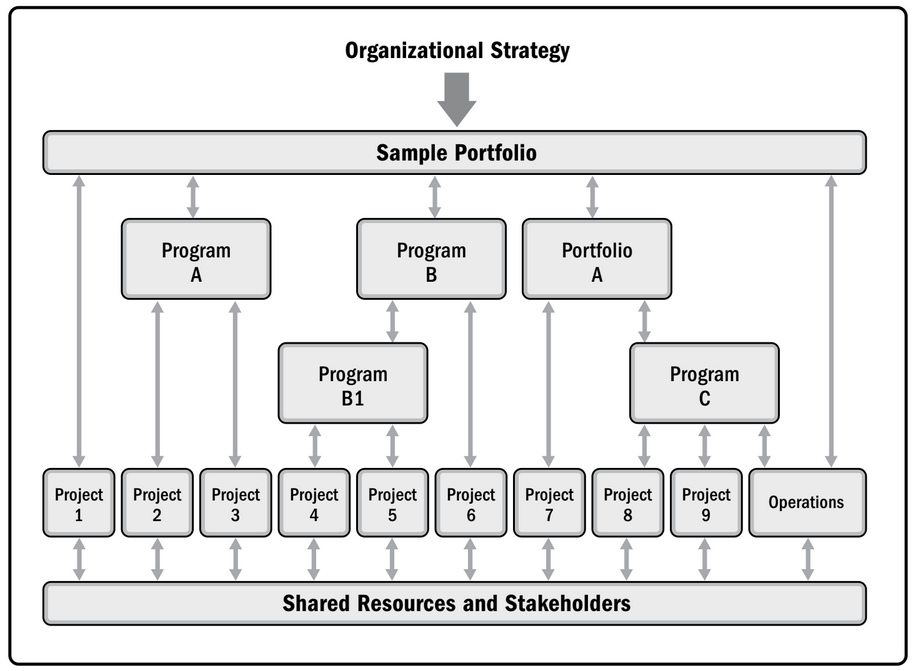 Organizational Strategy
Sample Portfolio
Program
A
Program
B
Portfolio
A
Program
B1
Program
C
Project
1
Project
2
Project
3
Project
4
Project
5
Project
6
Project
7
Project
8
Project
9
Operations
Shared Resources and Stakeholders